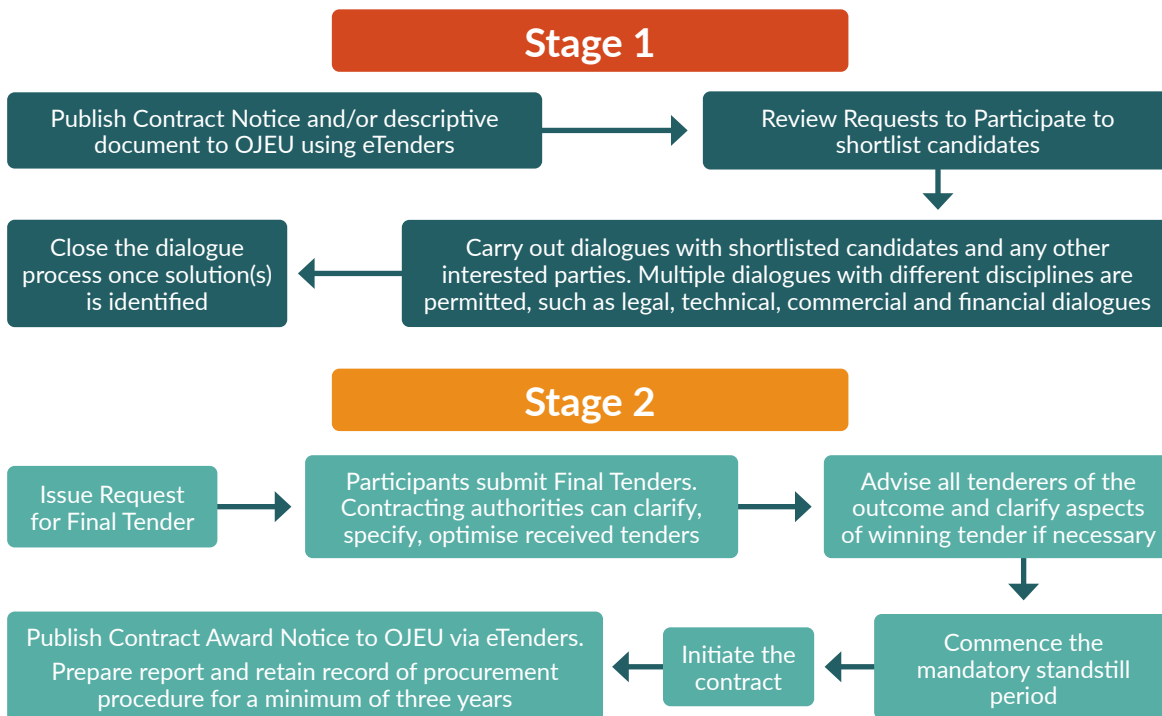 Stage 1
Publish Contract Notice and/or descriptive
document to OJEU using eTenders
Review Requests to Participate to
shortlist candidates
Carry out dialogues with shortlisted candidates and any other
interested parties. Multiple dialogues with different disciplines are
permitted, such as legal, technical, commercial and financial dialogues
Close the dialogue
process once solution(s)
is identified
Stage 2
Issue Request
for Final Tender
Participants submit Final Tenders.
Contracting authorities can clarify,
specify, optimise received tenders
Advise all tenderers of the
outcome and clarify aspects
of winning tender if necessary
Commence the
mandatory standstill
period
Initiate the
contract
Publish Contract Award Notice to OJEU via eTenders.
Prepare report and retain record of procurement
procedure for a minimum of three years